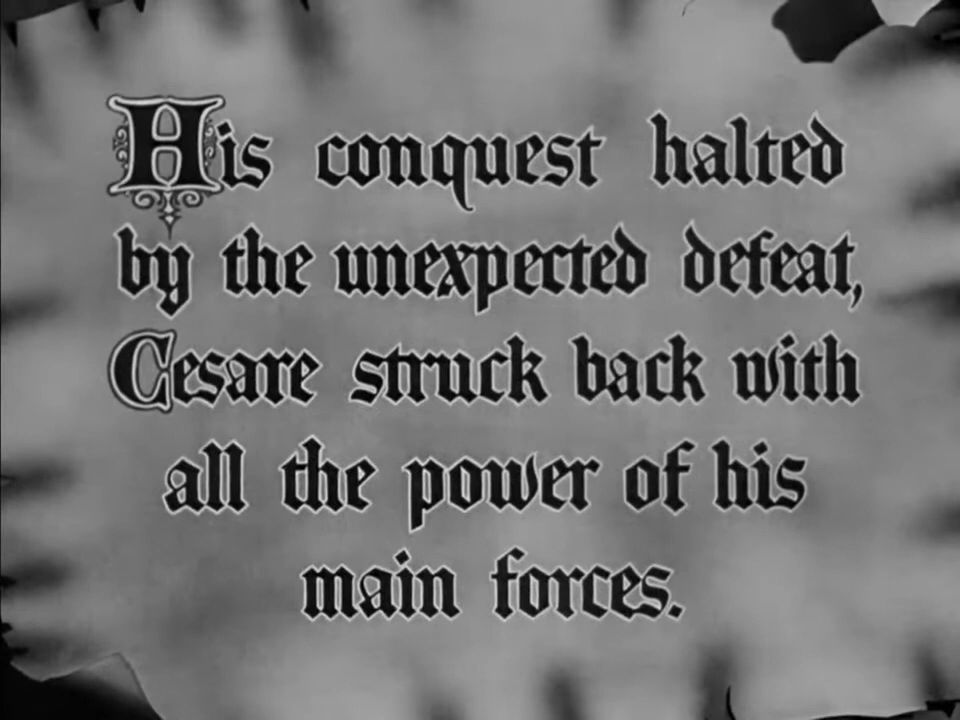 His conquest halted
by the unexpected defeat,
Cesare struck back with
all the power of his
main forces.